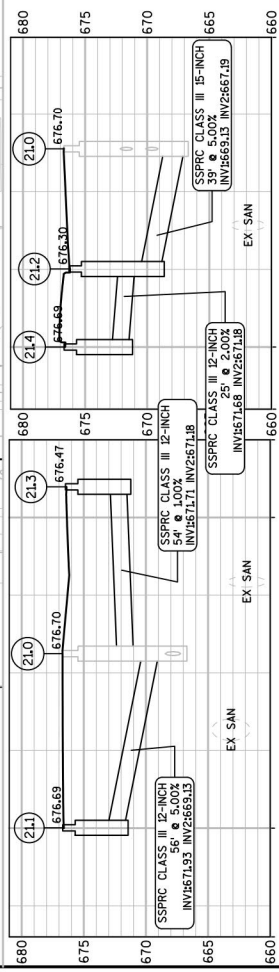 21.1
21.0
21.3
21.4
21.2
21.0
680
680
680
676.69
676.70
676.47
676.69
676.30
676.70
675
675
675
670
670
670
SSPRC CLASS III 12-INCH
56' @ 5.00%
INV1:671.93 INV2:669.13
SSPRC CLASS III 12-INCH
54' @ 1.00%
INV1:671.71 INV2:671.18
SSPRC CLASS III 12-INCH
25' @ 2.00%
INV1:671.68 INV2:671.18
SSPRC CLASS III 15-INCH
39' @ 5.00%
INV1:669.13 INV2:667.19
665
665
EX SAN
EX SAN
EX SAN
660
660
660